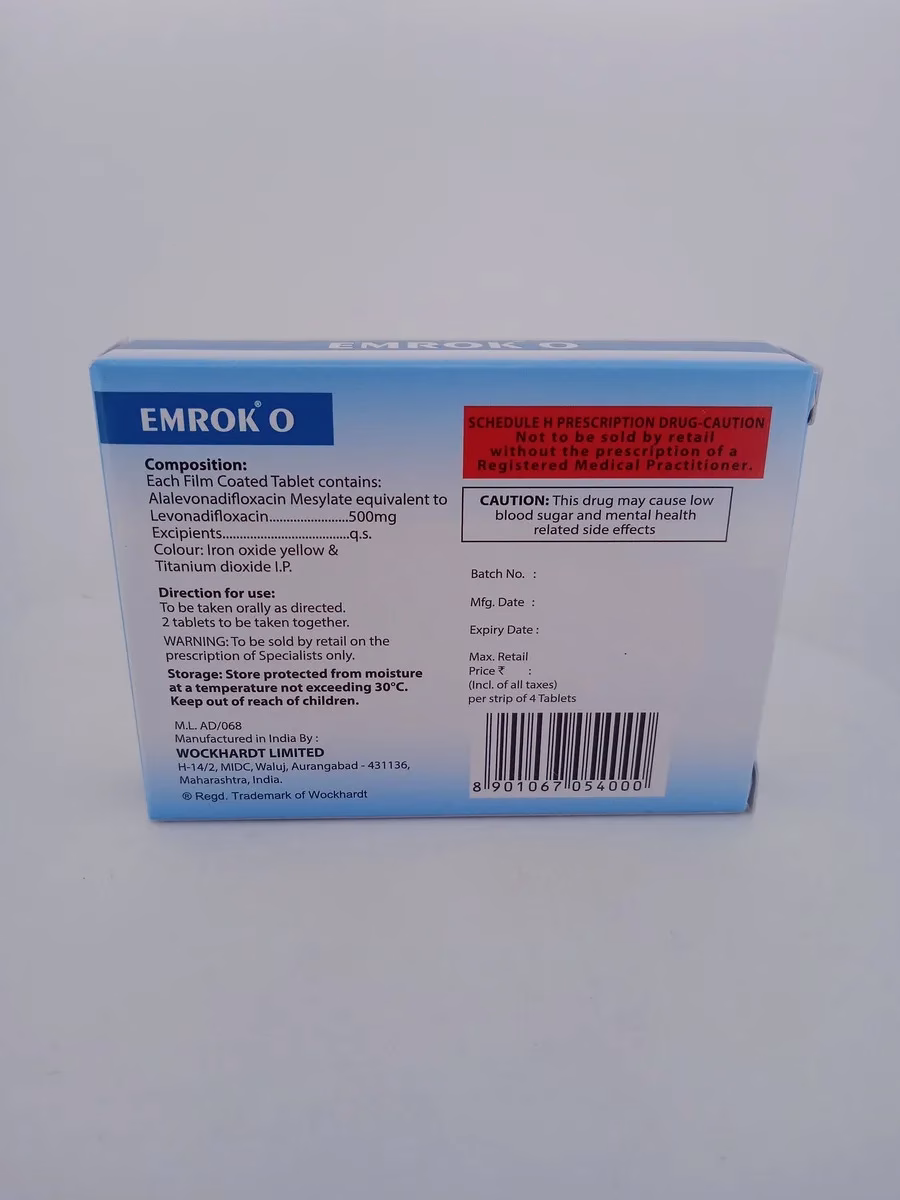 EMROK O
EMROK® O
Composition:
Each Film Coated Tablet contains:
Alalevonadifloxacin Mesylate equivalent to
Levonadifloxacin.......................500mg
Excipients.....................................q.s.
Colour: Iron oxide yellow &
Titanium dioxide I.P.
Direction for use:
To be taken orally as directed.
2 tablets to be taken together.
WARNING: To be sold by retail on the
prescription of Specialists only.
Storage: Store protected from moisture
at a temperature not exceeding 30°C.
Keep out of reach of children.
M.L. AD/068
Manufactured in India By :
WOCKHARDT LIMITED
H-14/2, MIDC, Waluj, Aurangabad - 431136,
Maharashtra, India.
® Regd. Trademark of Wockhardt
SCHEDULE H PRESCRIPTION DRUG-CAUTION
Not to be sold by retail
without the prescription of a
Registered Medical Practitioner.
CAUTION: This drug may cause low
blood sugar and mental health
related side effects
Batch No. :
Mfg. Date :
Expiry Date :
Max. Retail
Price ₹ :
(Incl. of all taxes)
per strip of 4 Tablets
8 901067 054000